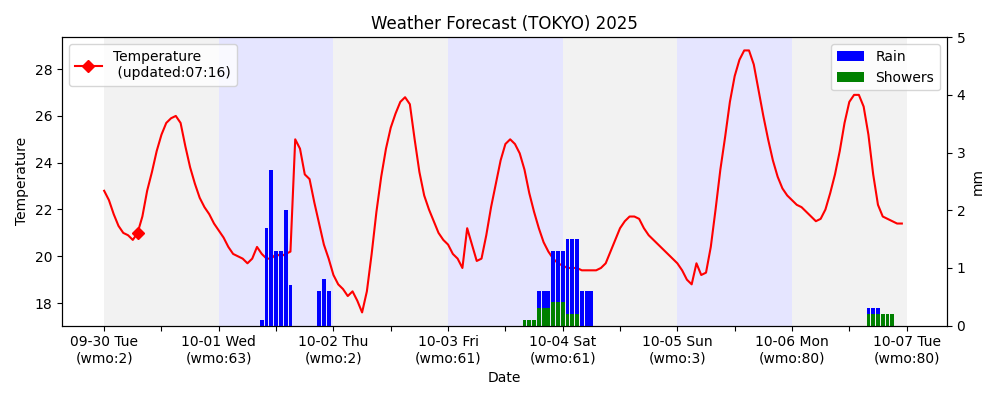 Weather Forecast (TOKYO) 2025
Temperature
(updated:07:16)
Rain
Showers
28
26
24
22
20
18
Temperature
5
4
3
2
1
0
mm
09-30 Tue
(wmo:2)
10-01 Wed
(wmo:63)
10-02 Thu
(wmo:2)
10-03 Fri
(wmo:61)
10-04 Sat
(wmo:61)
10-05 Sun
(wmo:3)
10-06 Mon
(wmo:80)
10-07 Tue
(wmo:80)
Date